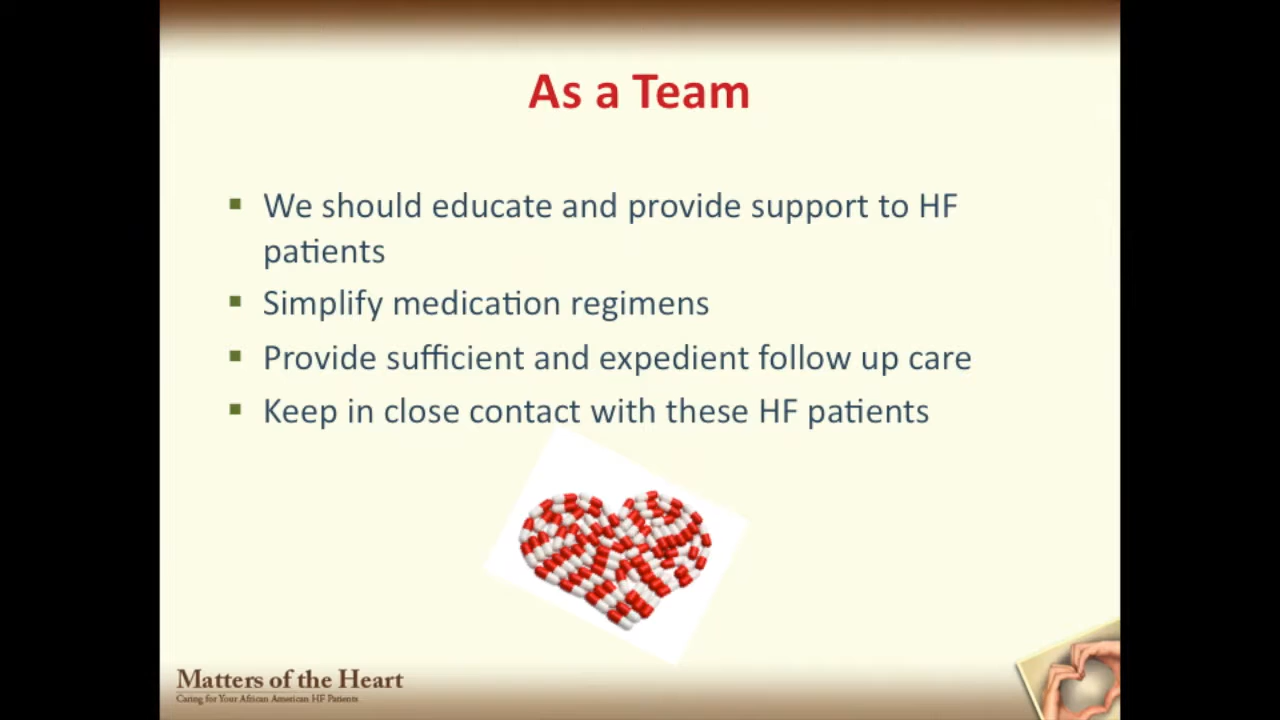 As a Team
We should educate and provide support to HF
patients
Simplify medication regimens
Provide sufficient and expedient follow up care
Keep in close contact with these HF patients
Matters of the Heart
Caring for Your African American HF Patients